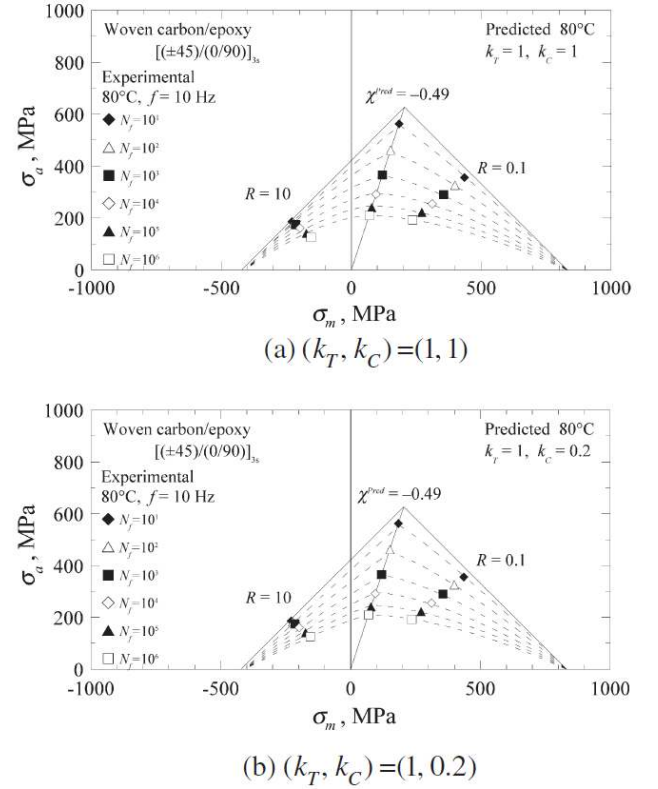 1000
800
600
400
200
0
σa , MPa
Woven carbon/epoxy
[(±45)/(0/90)]3s
Experimental
80°C, f = 10 Hz
Nf=10¹
Nf=10²
Nf=10³
Nf=10⁴
Nf=10⁵
Nf=10⁶
Predicted 80°C
kT = 1, kC = 1
χPred = −0.49
R = 10
R = 0.1
-1000 -500 0 500 1000
σm , MPa
(a) (kT, kC)=(1, 1)
1000
800
600
400
200
0
σa , MPa
Woven carbon/epoxy
[(±45)/(0/90)]3s
Experimental
80°C, f = 10 Hz
Nf=10¹
Nf=10²
Nf=10³
Nf=10⁴
Nf=10⁵
Nf=10⁶
Predicted 80°C
kT = 1, kC = 0.2
χPred = −0.49
R = 10
R = 0.1
-1000 -500 0 500 1000
σm , MPa
(b) (kT, kC)=(1, 0.2)